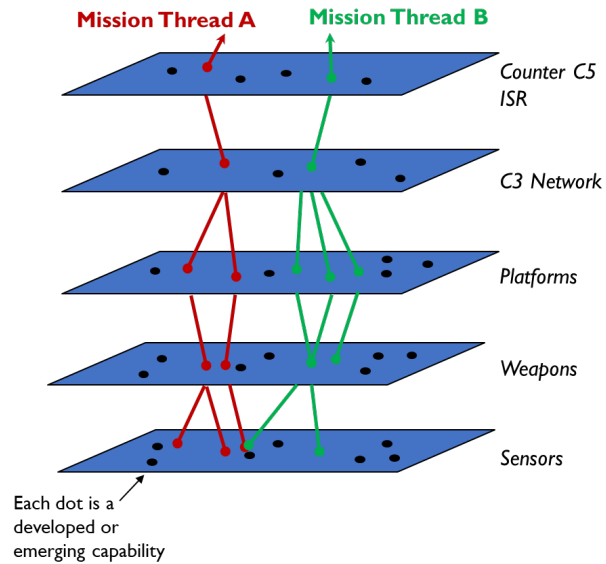 Mission Thread A
Mission Thread B
Counter C5
ISR
C3 Network
Platforms
Weapons
Sensors
Each dot is a
developed or
emerging capability